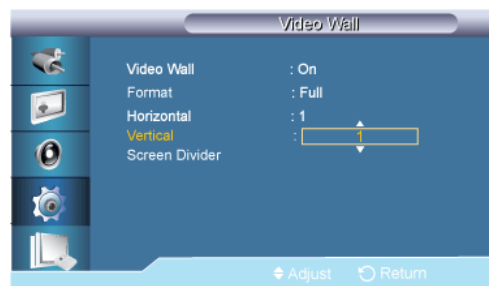 Video Wall
Video Wall : On
Format : Full
Horizontal : 1
Vertical : 1
Screen Divider
Adjust Return